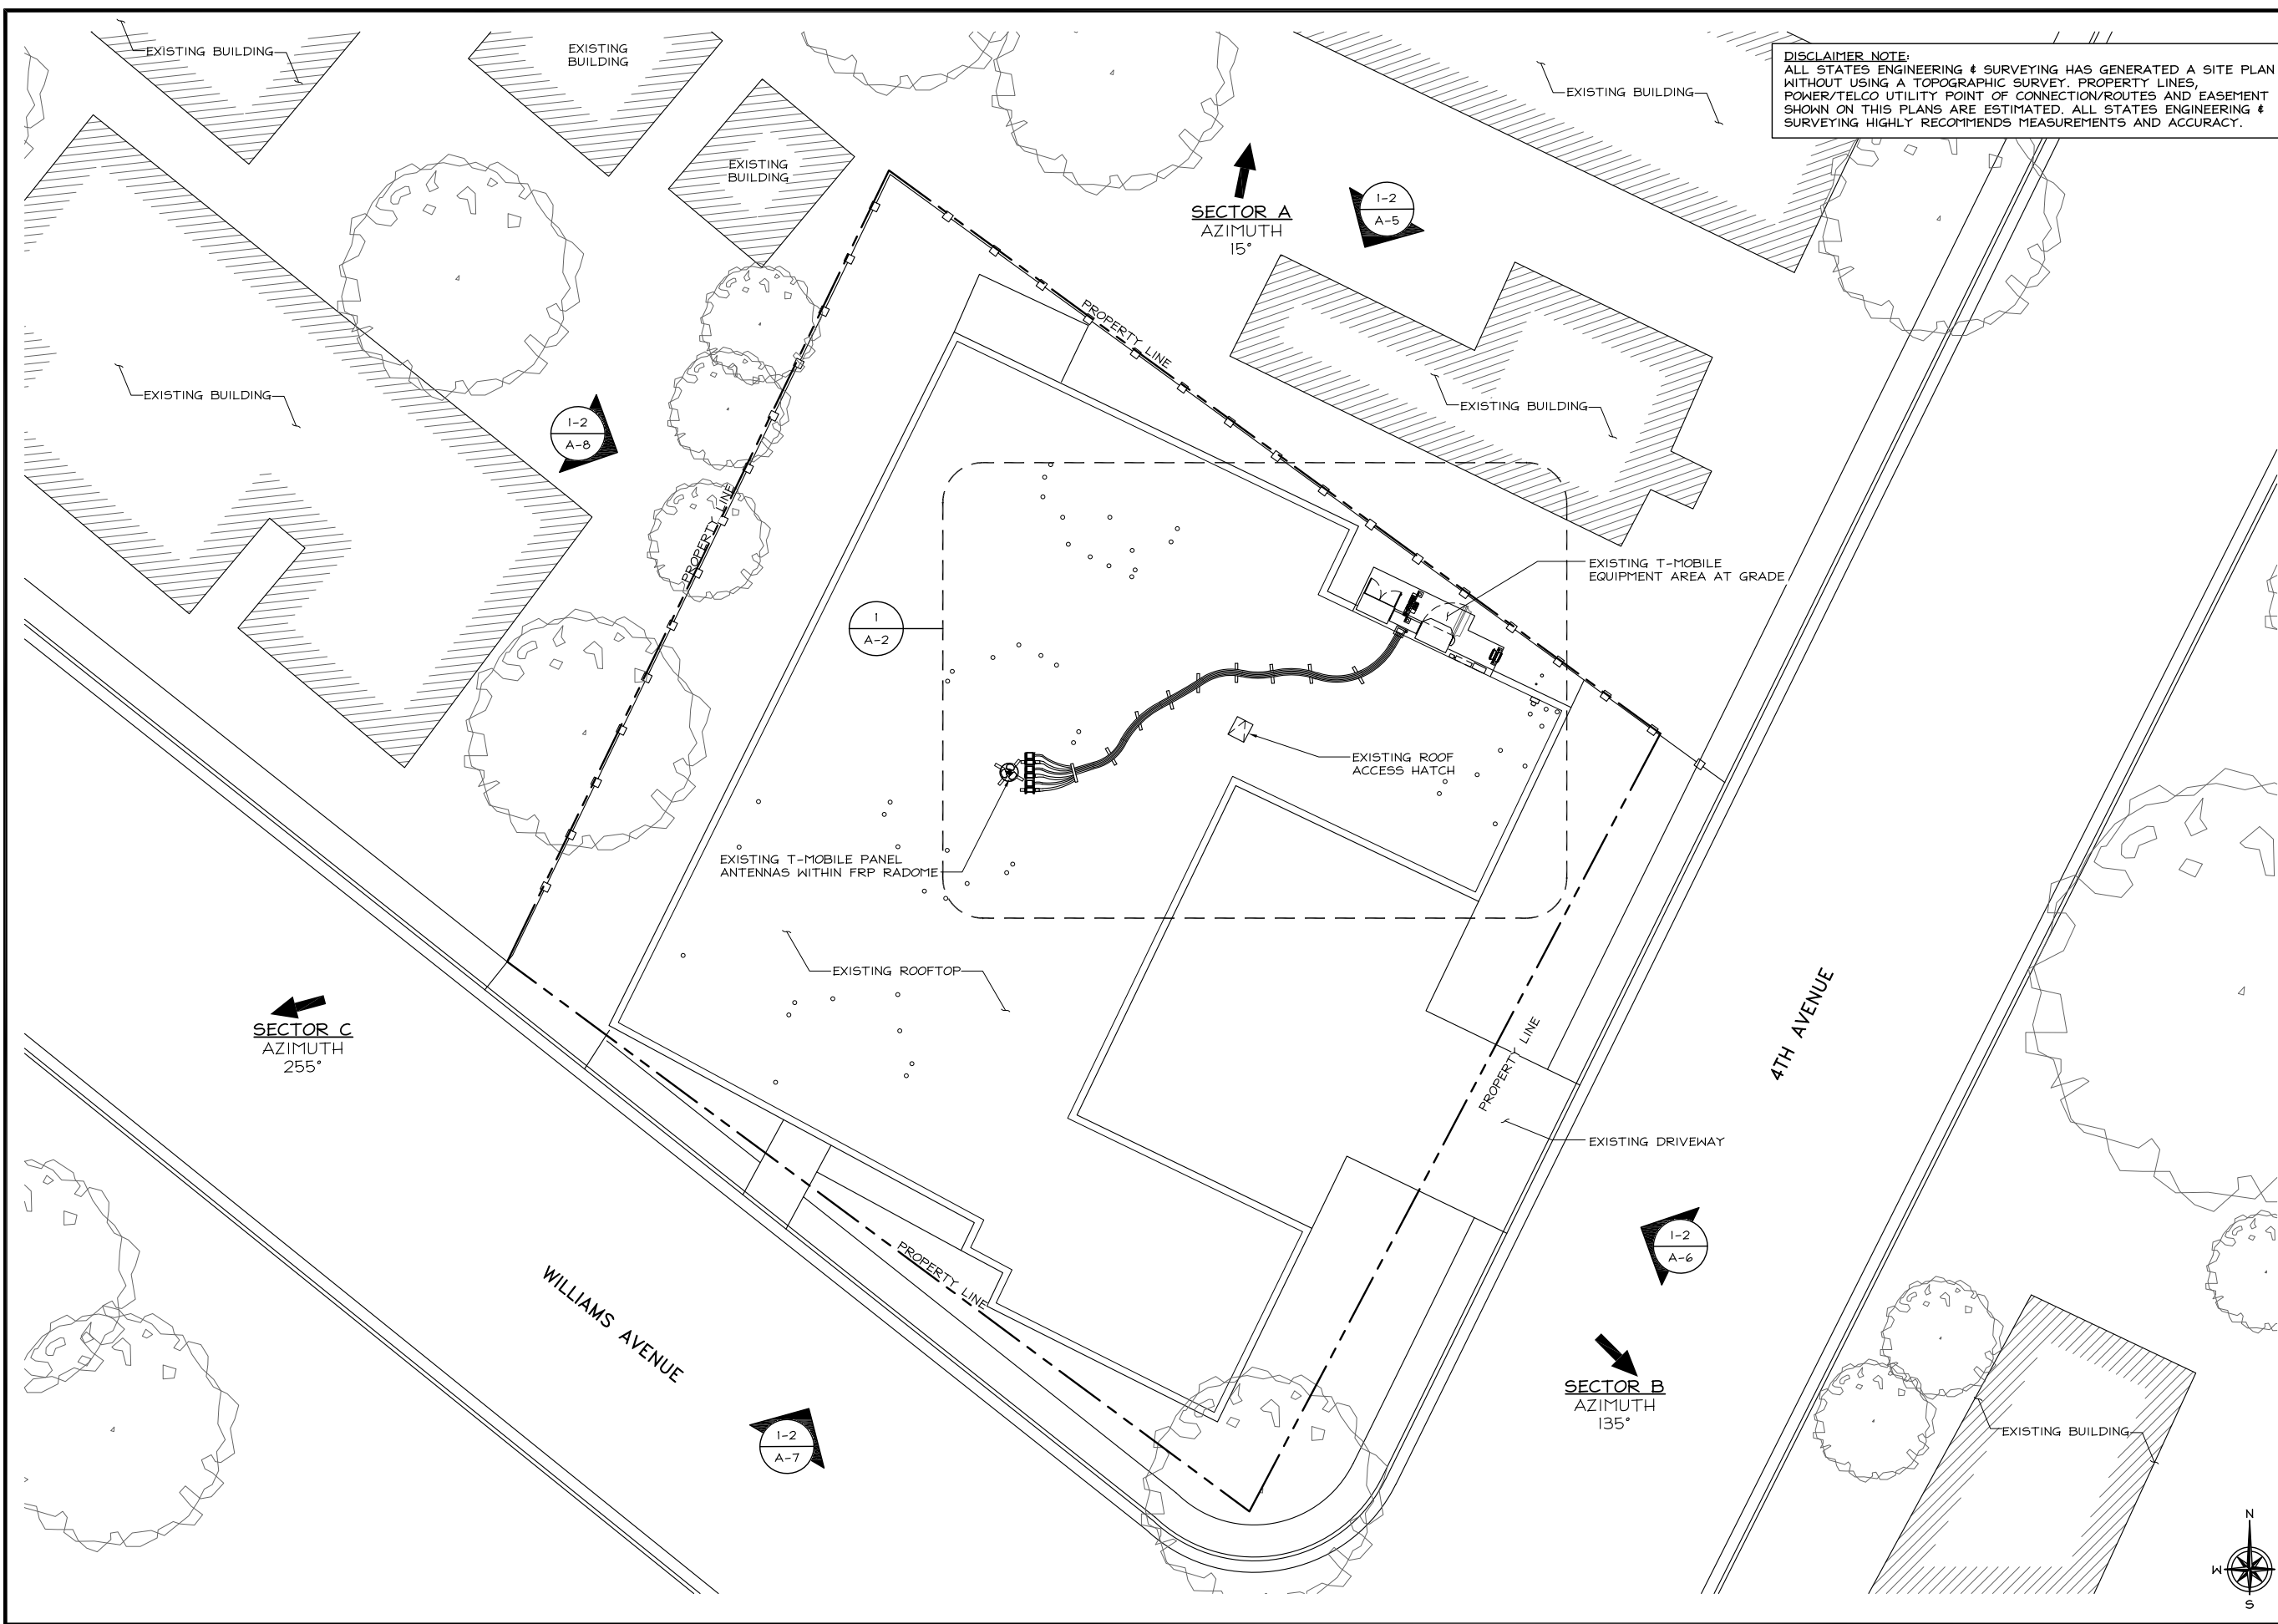 EXISTING BUILDING
EXISTING
BUILDING
EXISTING
BUILDING
EXISTING BUILDING
DISCLAIMER NOTE:
ALL STATES ENGINEERING & SURVEYING HAS GENERATED A SITE PLAN
WITHOUT USING A TOPOGRAPHIC SURVEY. PROPERTY LINES,
POWER/TELCO UTILITY POINT OF CONNECTION/ROUTES AND EASEMENT
SHOWN ON THIS PLANS ARE ESTIMATED. ALL STATES ENGINEERING &
SURVEYING HIGHLY RECOMMENDS MEASUREMENTS AND ACCURACY.
SECTOR A
AZIMUTH
15°
1-2
A-5
PROPERTY LINE
EXISTING BUILDING
EXISTING BUILDING
1-2
A-8
PROPERTY LINE
EXISTING T-MOBILE
EQUIPMENT AREA AT GRADE
1
A-2
EXISTING ROOF
ACCESS HATCH
EXISTING T-MOBILE PANEL
ANTENNAS WITHIN FRP RADOME
EXISTING ROOFTOP
SECTOR C
AZIMUTH
255°
4TH AVENUE
PROPERTY LINE
EXISTING DRIVEWAY
1-2
A-6
PROPERTY LINE
WILLIAMS AVENUE
SECTOR B
AZIMUTH
135°
1-2
A-7
EXISTING BUILDING
N
W
S